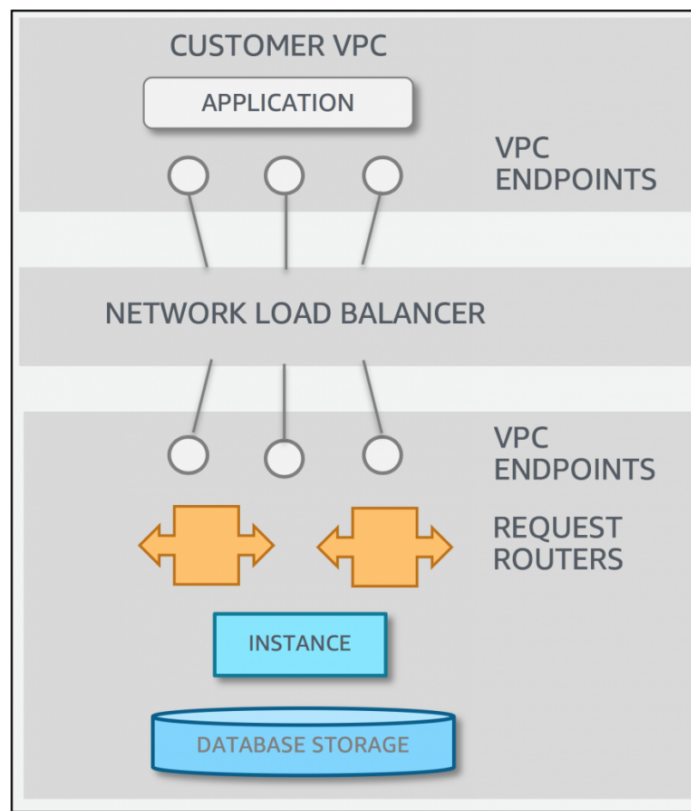 CUSTOMER VPC
APPLICATION
VPC
ENDPOINTS
NETWORK LOAD BALANCER
VPC
ENDPOINTS
REQUEST
ROUTERS
INSTANCE
DATABASE STORAGE